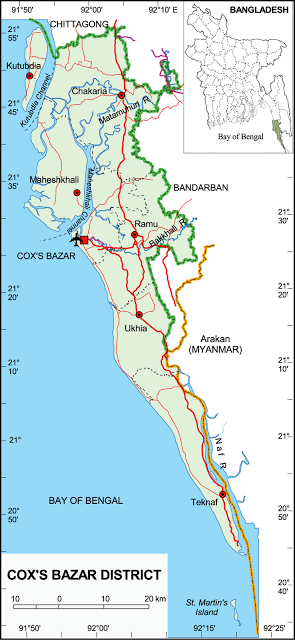 91°50'
92°00'
92°10' E
BANGLADESH
CHITTAGONG
21°
55'
Kutubdia
Kutubdia Channel
Chakaria
Matamuhuri R
21°
45'
Bay of Bengal
21°
35'
Maheshkhali
Maheshkhali Channel
BANDARBAN
21°
30'
Ramu
Bakkhali R
COX'S BAZAR
21°
20'
21°
20'
Ukhia
Arakan
(MYANMAR)
21°
10'
21°
10'
21°
21°
Naf R
BAY OF BENGAL
Teknaf
20°
50'
20°
50'
COX'S BAZAR DISTRICT
20°
40'
10 0 10 20 km
St. Martin's
Island
91°50'
92°00'
92°15'
92°25'